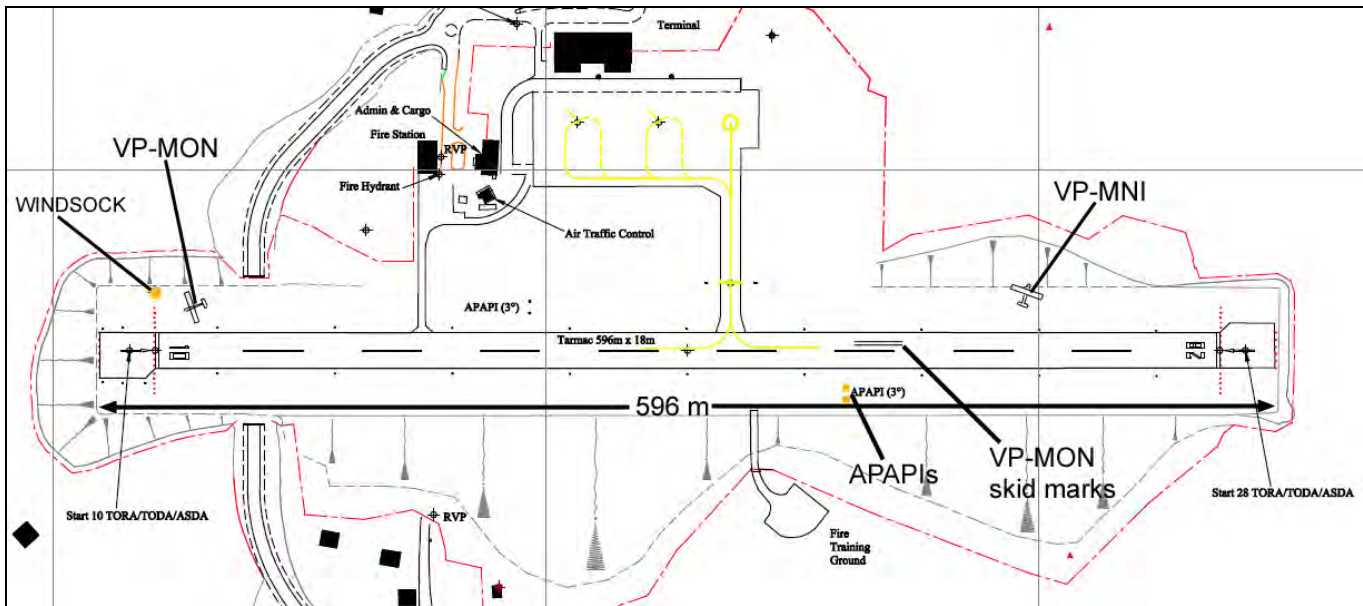 Terminal
Admin & Cargo
Fire Station
VP-MON
RVP
WINDSOCK
Fire Hydrant
VP-MNI
Air Traffic Control
APAPI (3°)
Tarmac 596m x 18m
10
28
APAPI (3°)
596 m
APAPIs
VP-MON
skid marks
Start 10 TORA/TODA/ASDA
Start 28 TORA/TODA/ASDA
RVP
Fire
Training
Ground